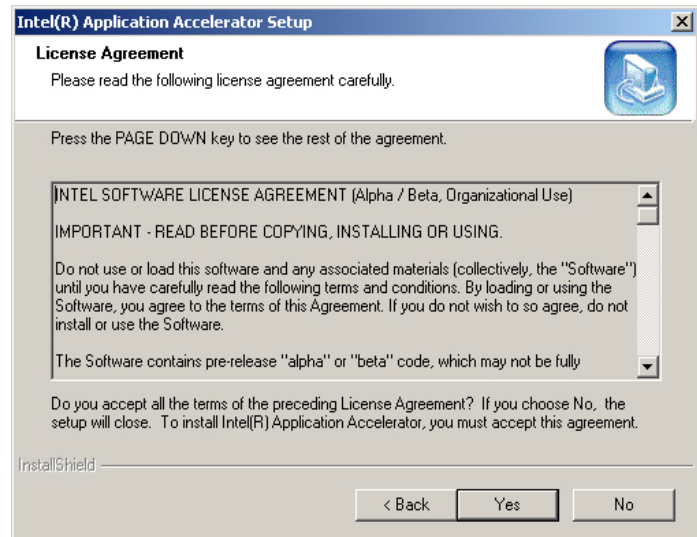 Intel(R) Application Accelerator Setup
License Agreement
Please read the following license agreement carefully.
Press the PAGE DOWN key to see the rest of the agreement.
INTEL SOFTWARE LICENSE AGREEMENT (Alpha / Beta, Organizational Use)
IMPORTANT - READ BEFORE COPYING, INSTALLING OR USING.
Do not use or load this software and any associated materials (collectively, the "Software")
until you have carefully read the following terms and conditions. By loading or using the
Software, you agree to the terms of this Agreement. If you do not wish to so agree, do not
install or use the Software.
The Software contains pre-release "alpha" or "beta" code, which may not be fully
Do you accept all the terms of the preceding License Agreement? If you choose No, the
setup will close. To install Intel(R) Application Accelerator, you must accept this agreement.
InstallShield
< Back Yes No